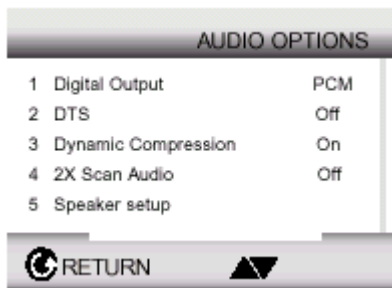 AUDIO OPTIONS
1 Digital Output PCM
2 DTS Off
3 Dynamic Compression On
4 2X Scan Audio Off
5 Speaker setup
RETURN